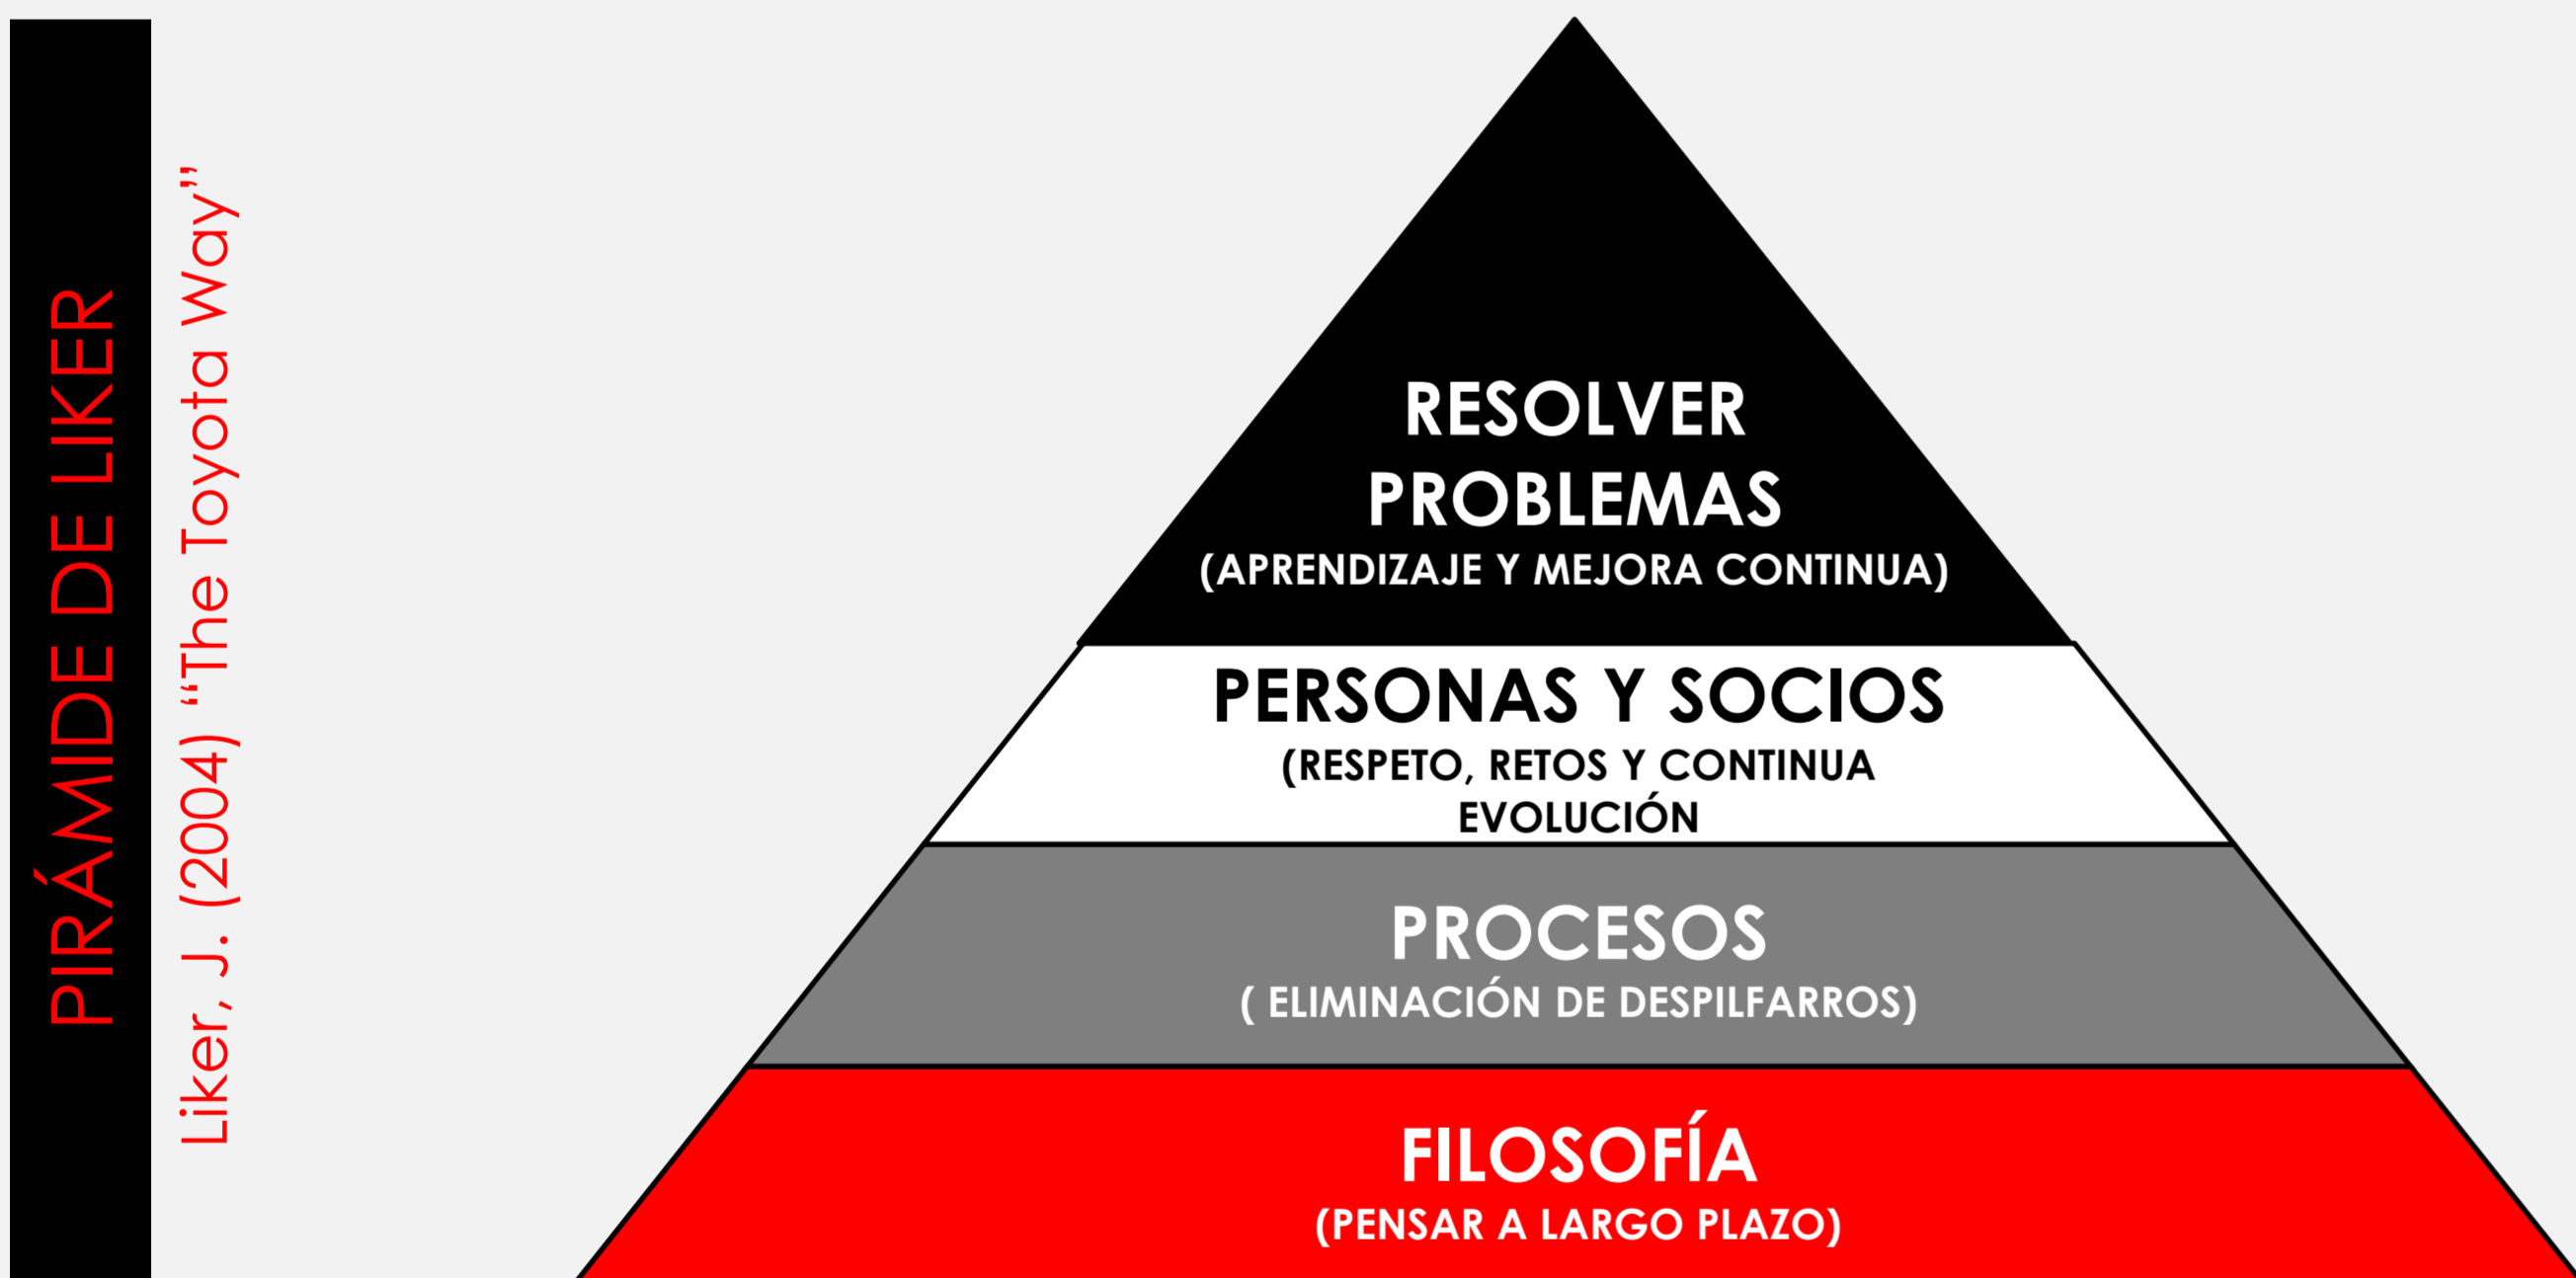 PIRÁMIDE DE LIKER
Liker, J. (2004) “The Toyota Way”
RESOLVER
PROBLEMAS
(APRENDIZAJE Y MEJORA CONTINUA)
PERSONAS Y SOCIOS
(RESPETO, RETOS Y CONTINUA
EVOLUCIÓN
PROCESOS
( ELIMINACIÓN DE DESPILFARROS)
FILOSOFÍA
(PENSAR A LARGO PLAZO)